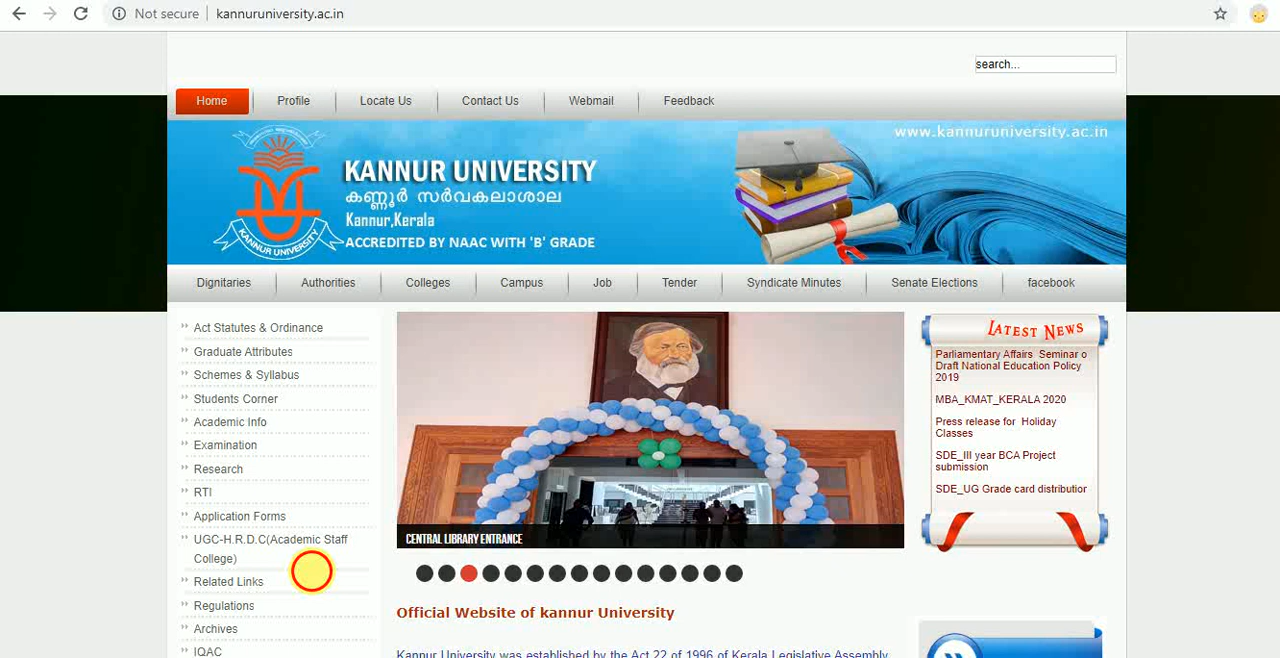 Not secure | kannuruniversity.ac.in
search...
Home
Profile
Locate Us
Contact Us
Webmail
Feedback
www.kannuruniversity.ac.in
KANNUR UNIVERSITY
കണ്ണൂർ സർവകലാശാല
Kannur,Kerala
ACCREDITED BY NAAC WITH 'B' GRADE
KANNUR UNIVERSITY
Dignitaries
Authorities
Colleges
Campus
Job
Tender
Syndicate Minutes
Senate Elections
facebook
Act Statutes & Ordinance
Graduate Attributes
Schemes & Syllabus
Students Corner
Academic Info
Examination
Research
RTI
Application Forms
UGC-H.R.D.C(Academic Staff
College)
Related Links
Regulations
Archives
IQAC
CENTRAL LIBRARY ENTRANCE
Official Website of kannur University
Kannur University was established by the Act 22 of 1996 of Kerala Legislative Assembly
LATEST NEWS
Parliamentary Affairs Seminar o
Draft National Education Policy
2019
MBA_KMAT_KERALA 2020
Press release for Holiday
Classes
SDE_III year BCA Project
submission
SDE_UG Grade card distributior